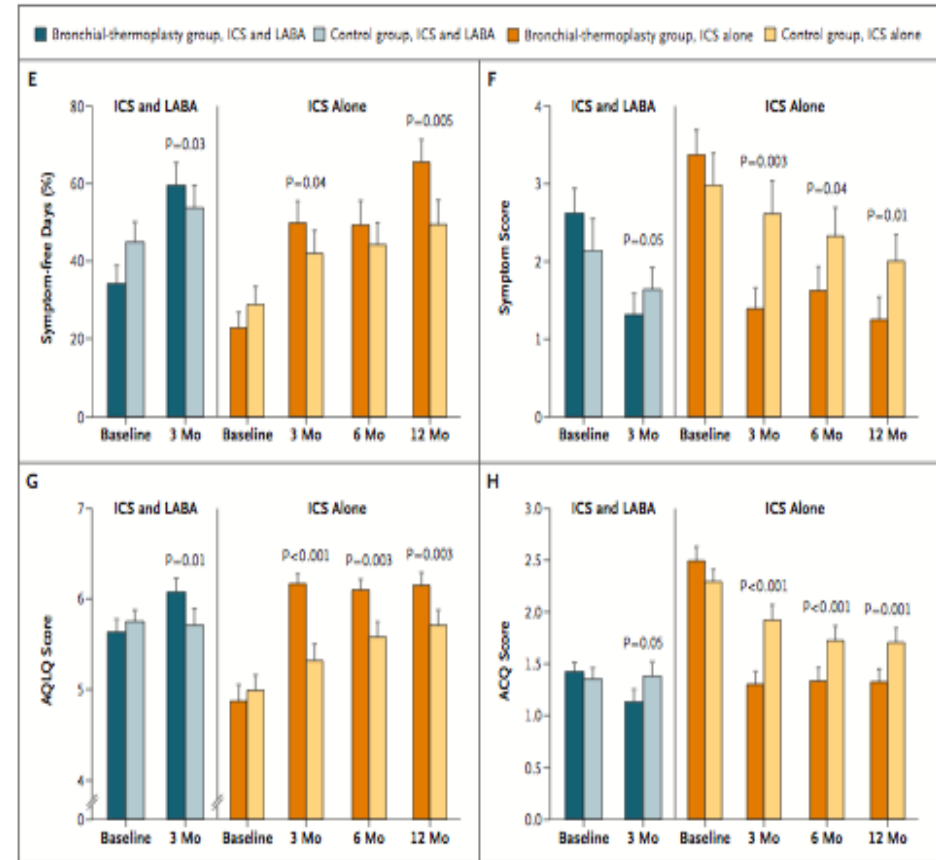 Bronchial-thermoplasty group, ICS and LABA Control group, ICS and LABA Bronchial-thermoplasty group, ICS alone Control group, ICS alone
E
ICS and LABA ICS Alone
Symptom-free Days (%)
80
60
40
20
0
P=0.03
P=0.04
P=0.005
Baseline 3 Mo Baseline 3 Mo 6 Mo 12 Mo
F
ICS and LABA ICS Alone
Symptom Score
4
3
2
1
0
P=0.05
P=0.003
P=0.04
P=0.01
Baseline 3 Mo Baseline 3 Mo 6 Mo 12 Mo
G
ICS and LABA ICS Alone
AQLQ Score
7
6
5
4
0
P=0.01
P<0.001
P=0.003
P=0.003
Baseline 3 Mo Baseline 3 Mo 6 Mo 12 Mo
H
ICS and LABA ICS Alone
ACQ Score
3.0
2.5
2.0
1.5
1.0
0.5
0.0
P=0.05
P<0.001
P<0.001
P=0.001
Baseline 3 Mo Baseline 3 Mo 6 Mo 12 Mo